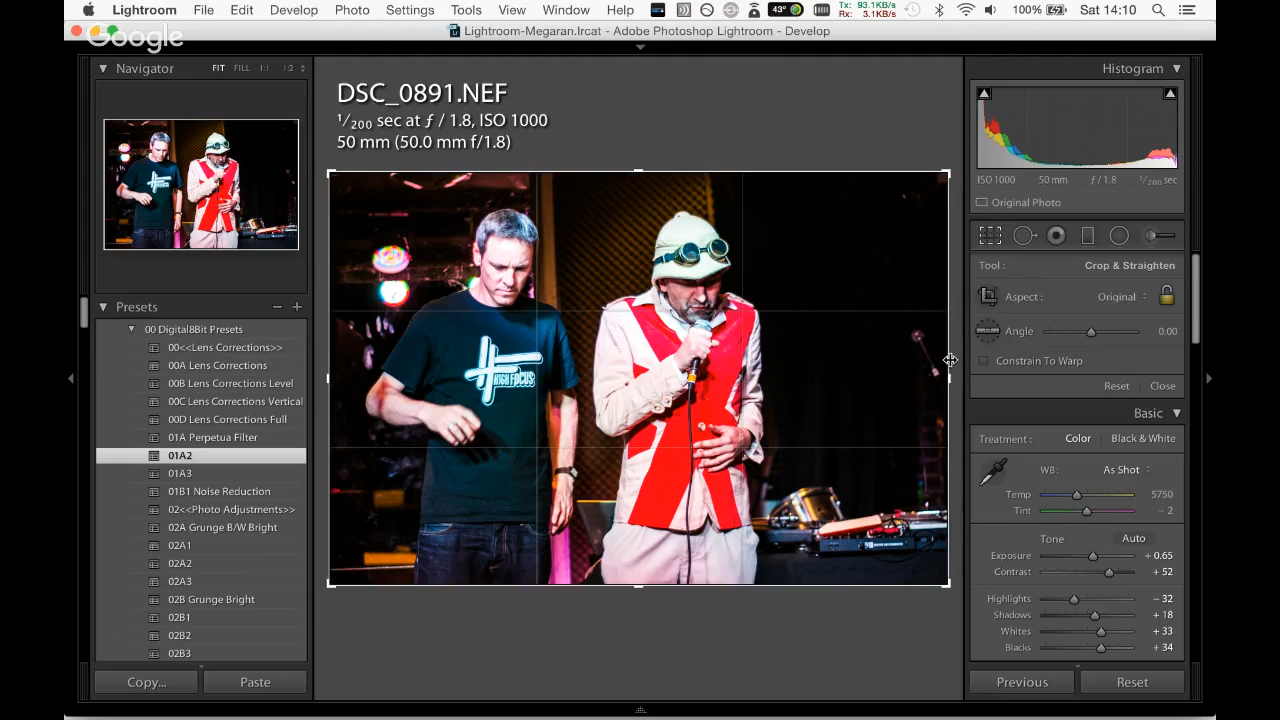 Lightroom File Edit Develop Photo Settings Tools View Window Help 43° Tx: 93.1KB/s Rx: 3.1KB/s 100% Sat 14:10
Google
Lightroom-Megaran.lrcat - Adobe Photoshop Lightroom - Develop
Navigator FIT FILL 1:1 1:2
Presets
00 Digital8Bit Presets
00<<Lens Corrections>>
00A Lens Corrections
00B Lens Corrections Level
00C Lens Corrections Vertical
00D Lens Corrections Full
01A Perpetua Filter
01A2
01A3
01B1 Noise Reduction
02<<Photo Adjustments>>
02A Grunge B/W Bright
02A1
02A2
02A3
02B Grunge Bright
02B1
02B2
02B3
Copy... Paste
DSC_0891.NEF
1/200 sec at ƒ / 1.8, ISO 1000
50 mm (50.0 mm f/1.8)
HIGH FOCUS
Histogram
ISO 1000 50 mm ƒ / 1.8 1/200 sec
Original Photo
Tool : Crop & Straighten
Aspect : Original
Angle 0.00
Constrain To Warp
Reset Close
Basic
Treatment : Color Black & White
WB : As Shot
Temp 5750
Tint - 2
Tone Auto
Exposure + 0.65
Contrast + 52
Highlights - 32
Shadows + 18
Whites + 33
Blacks + 34
Previous Reset